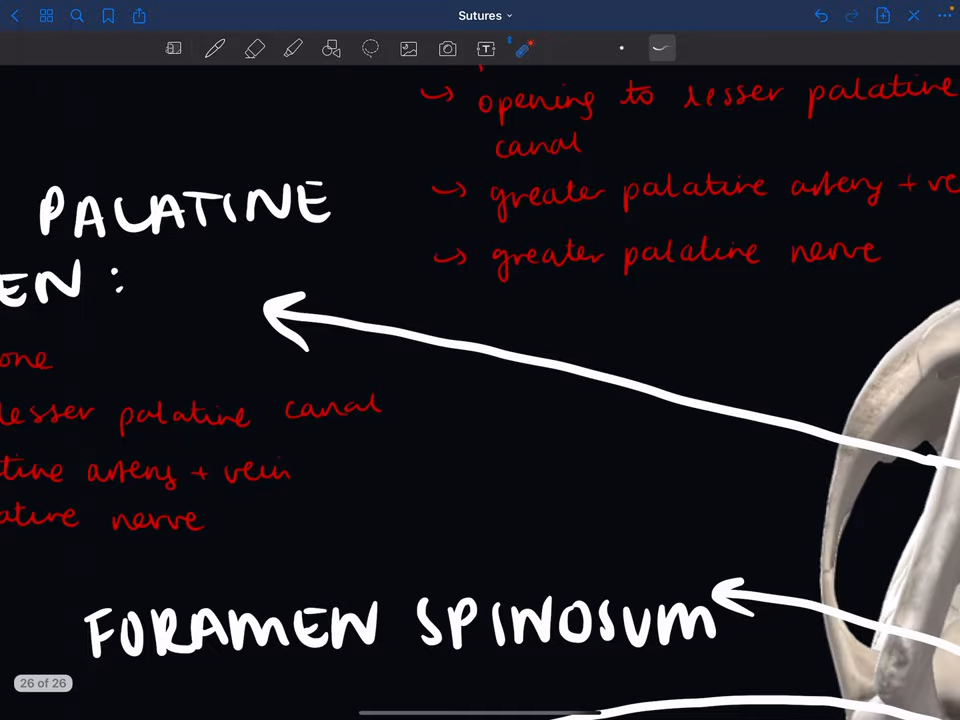 Sutures
opening to lesser palatine
canal
greater palatine artery + ve
greater palatine nerve
PALATINE
EN :
one
lesser palatine canal
tine artery + vein
atine nerve
FORAMEN SPINOSUM
26 of 26